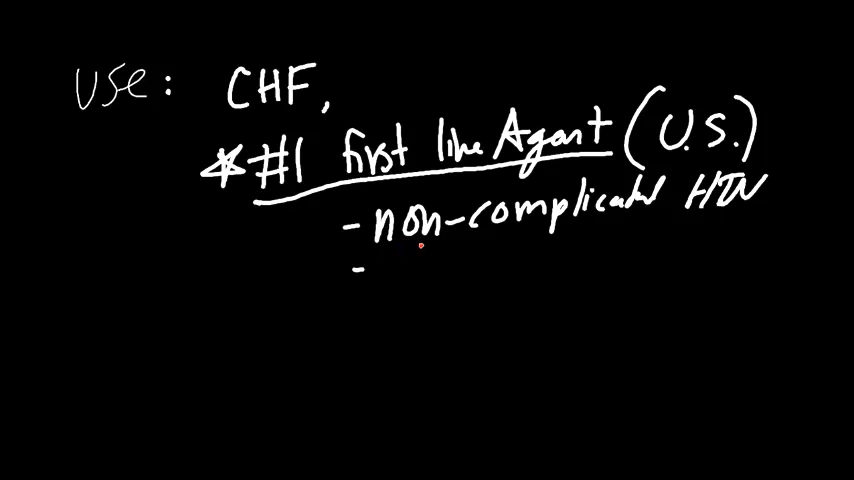 USE: CHF,
*#1 first line Agent (U.S.)
-non-complicated HTN
-